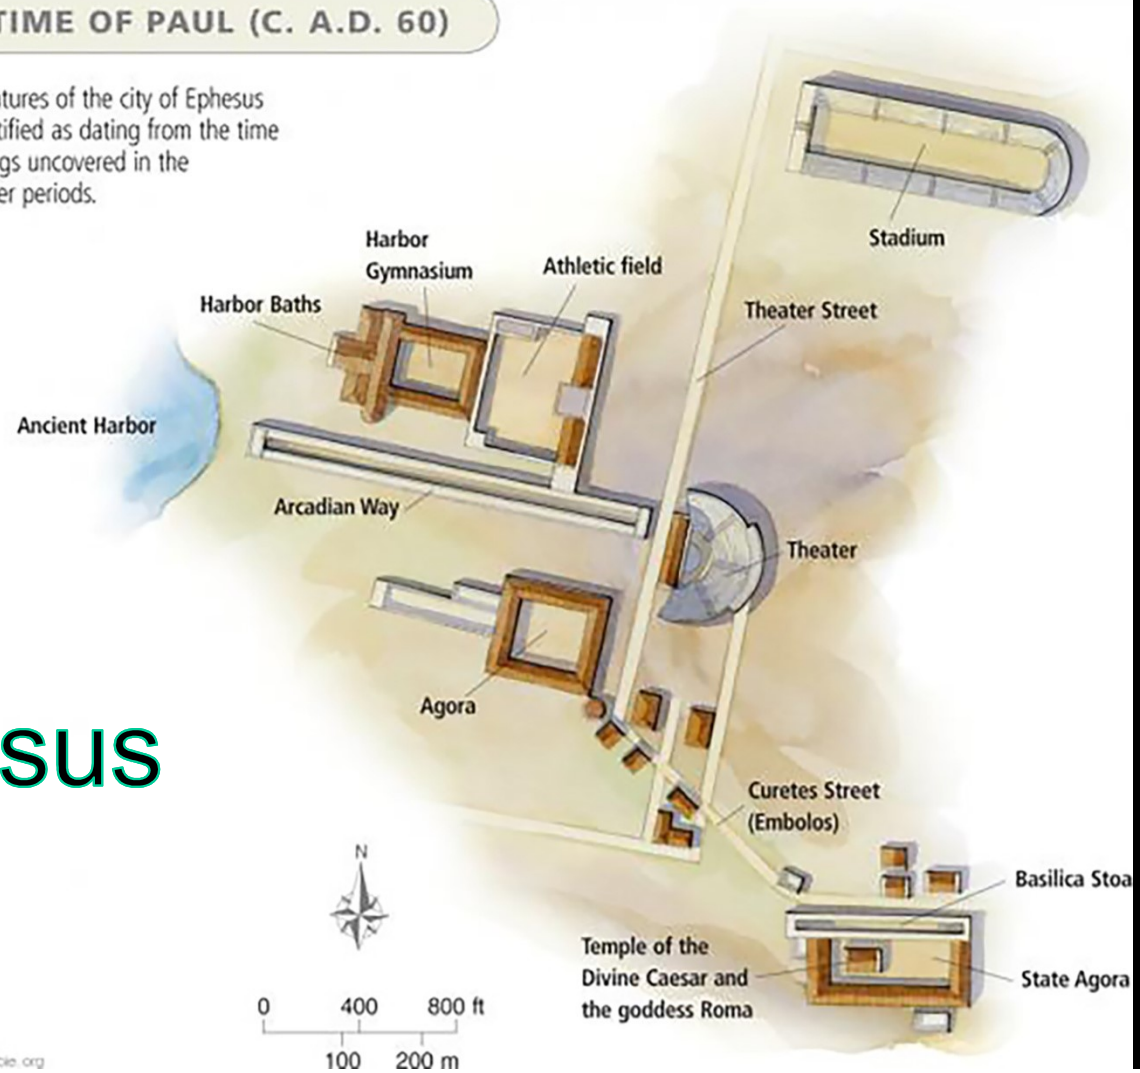 TIME OF PAUL (C. A.D. 60)
tures of the city of Ephesus
tified as dating from the time
gs uncovered in the
er periods.
Stadium
Harbor
Gymnasium
Athletic field
Harbor Baths
Theater Street
Ancient Harbor
Arcadian Way
Theater
Agora
sus
Curetes Street
(Embolos)
N
Basilica Stoa
Temple of the
Divine Caesar and
the goddess Roma
State Agora
0 400 800 ft
100 200 m